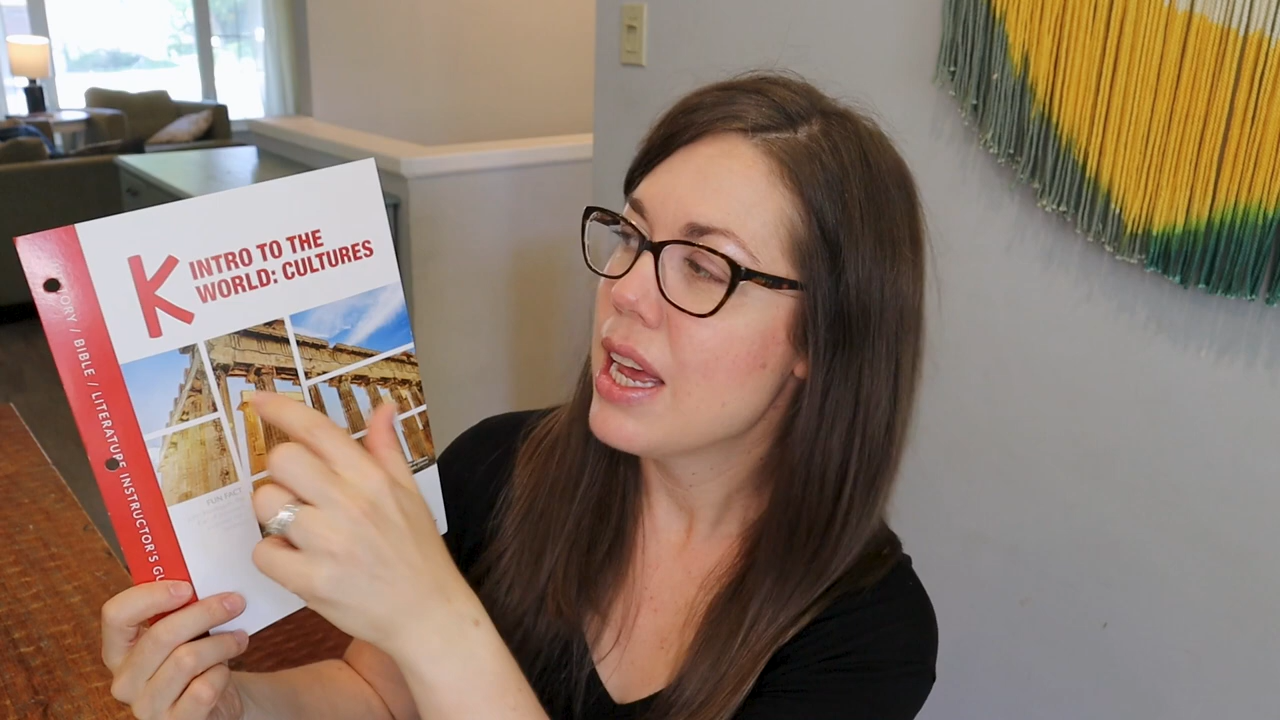 K
INTRO TO THE
WORLD: CULTURES
ORY / BIBLE / LITERATURE INSTRUCTOR'S GU
FUN FACT